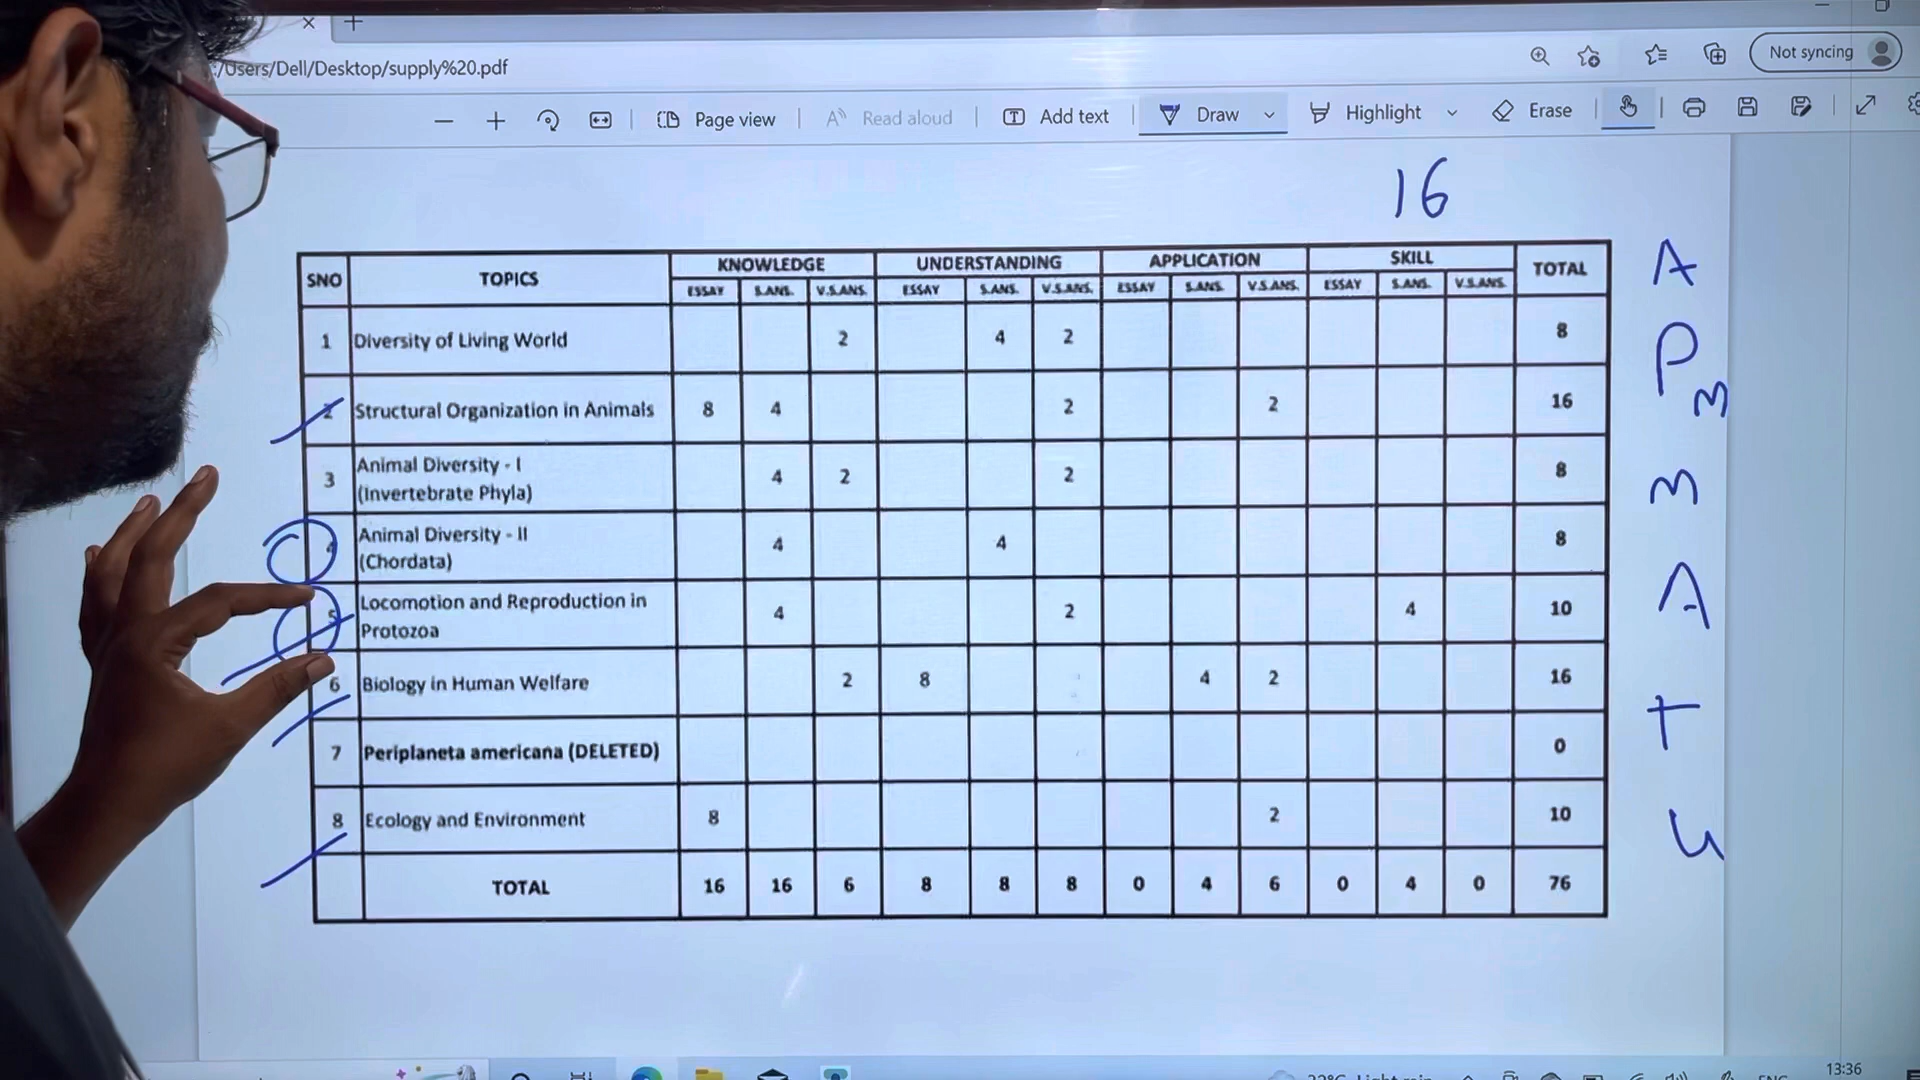 :/Users/Dell/Desktop/supply%20.pdf
Not syncing
Page view
Read aloud
Add text
Draw
Highlight
Erase
16
SNO TOPICS KNOWLEDGE UNDERSTANDING APPLICATION SKILL TOTAL
ESSAY S.ANS. V.S.ANS. ESSAY S.ANS. V.S.ANS. ESSAY S.ANS. V.S.ANS. ESSAY S.ANS. V.S.ANS.
1 Diversity of Living World 2 4 2 8
2 Structural Organization in Animals 8 4 2 2 16
3 Animal Diversity - I
(Invertebrate Phyla) 4 2 2 8
4 Animal Diversity - II
(Chordata) 4 4 8
5 Locomotion and Reproduction in
Protozoa 4 2 4 10
6 Biology in Human Welfare 2 8 4 2 16
7 Periplaneta americana (DELETED) 0
8 Ecology and Environment 8 2 10
TOTAL 16 16 6 8 8 8 0 4 6 0 4 0 76
A
P
M
M
A
T
U
13:36